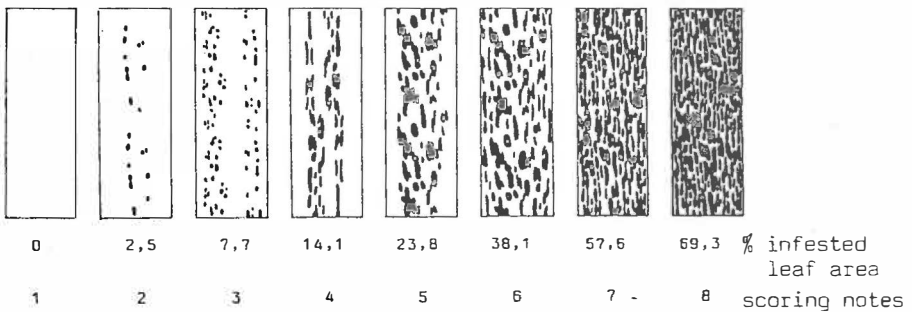 0 2,5 7,7 14,1 23,8 38,1 57,6 69,3 % infested
leaf area
1 2 3 4 5 6 7 - 8 scoring notes